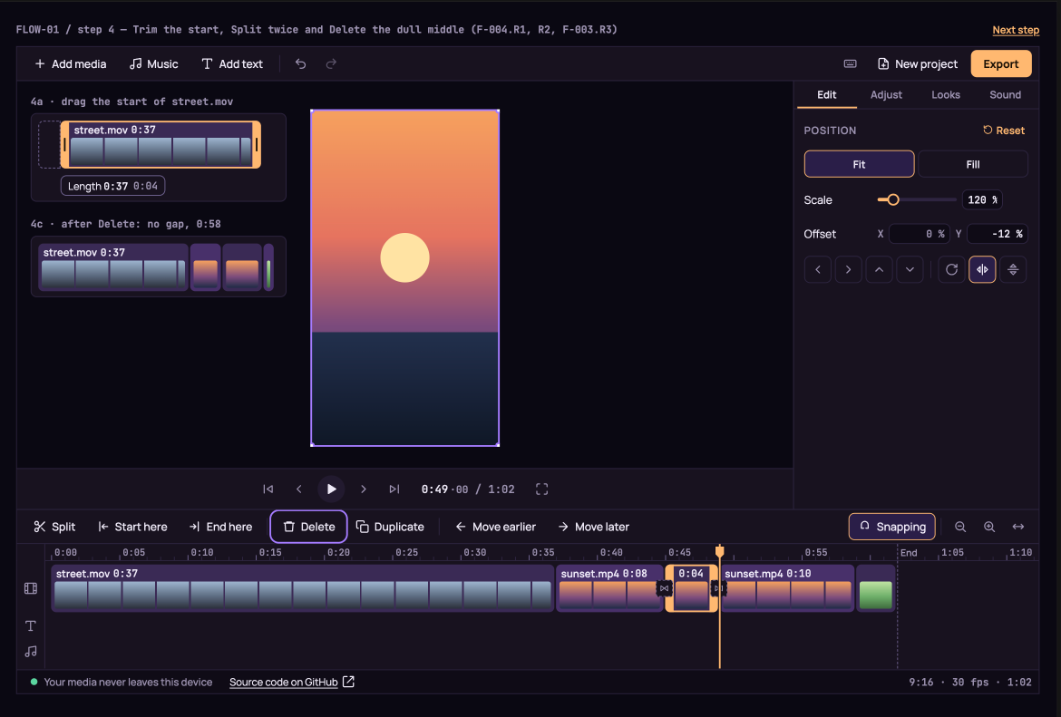 FLOW-01 / step 4 — Trim the start, Split twice and Delete the dull middle (F-004.R1, R2, F-003.R3)
Next step
Add media
Music
Add text
New project
Export
4a · drag the start of street.mov
street.mov 0:37
Length 0:37 0:04
4c · after Delete: no gap, 0:58
street.mov 0:37
Edit
Adjust
Looks
Sound
POSITION
Reset
Fit
Fill
Scale
120 %
Offset
X
0 %
Y
-12 %
0:49.00 / 1:02
Split
Start here
End here
Delete
Duplicate
Move earlier
Move later
Snapping
0:00
0:05
0:10
0:15
0:20
0:25
0:30
0:35
0:40
0:45
0:55
End
1:05
1:10
street.mov 0:37
sunset.mp4 0:08
0:04
sunset.mp4 0:10
Your media never leaves this device
Source code on GitHub
9:16 · 30 fps · 1:02